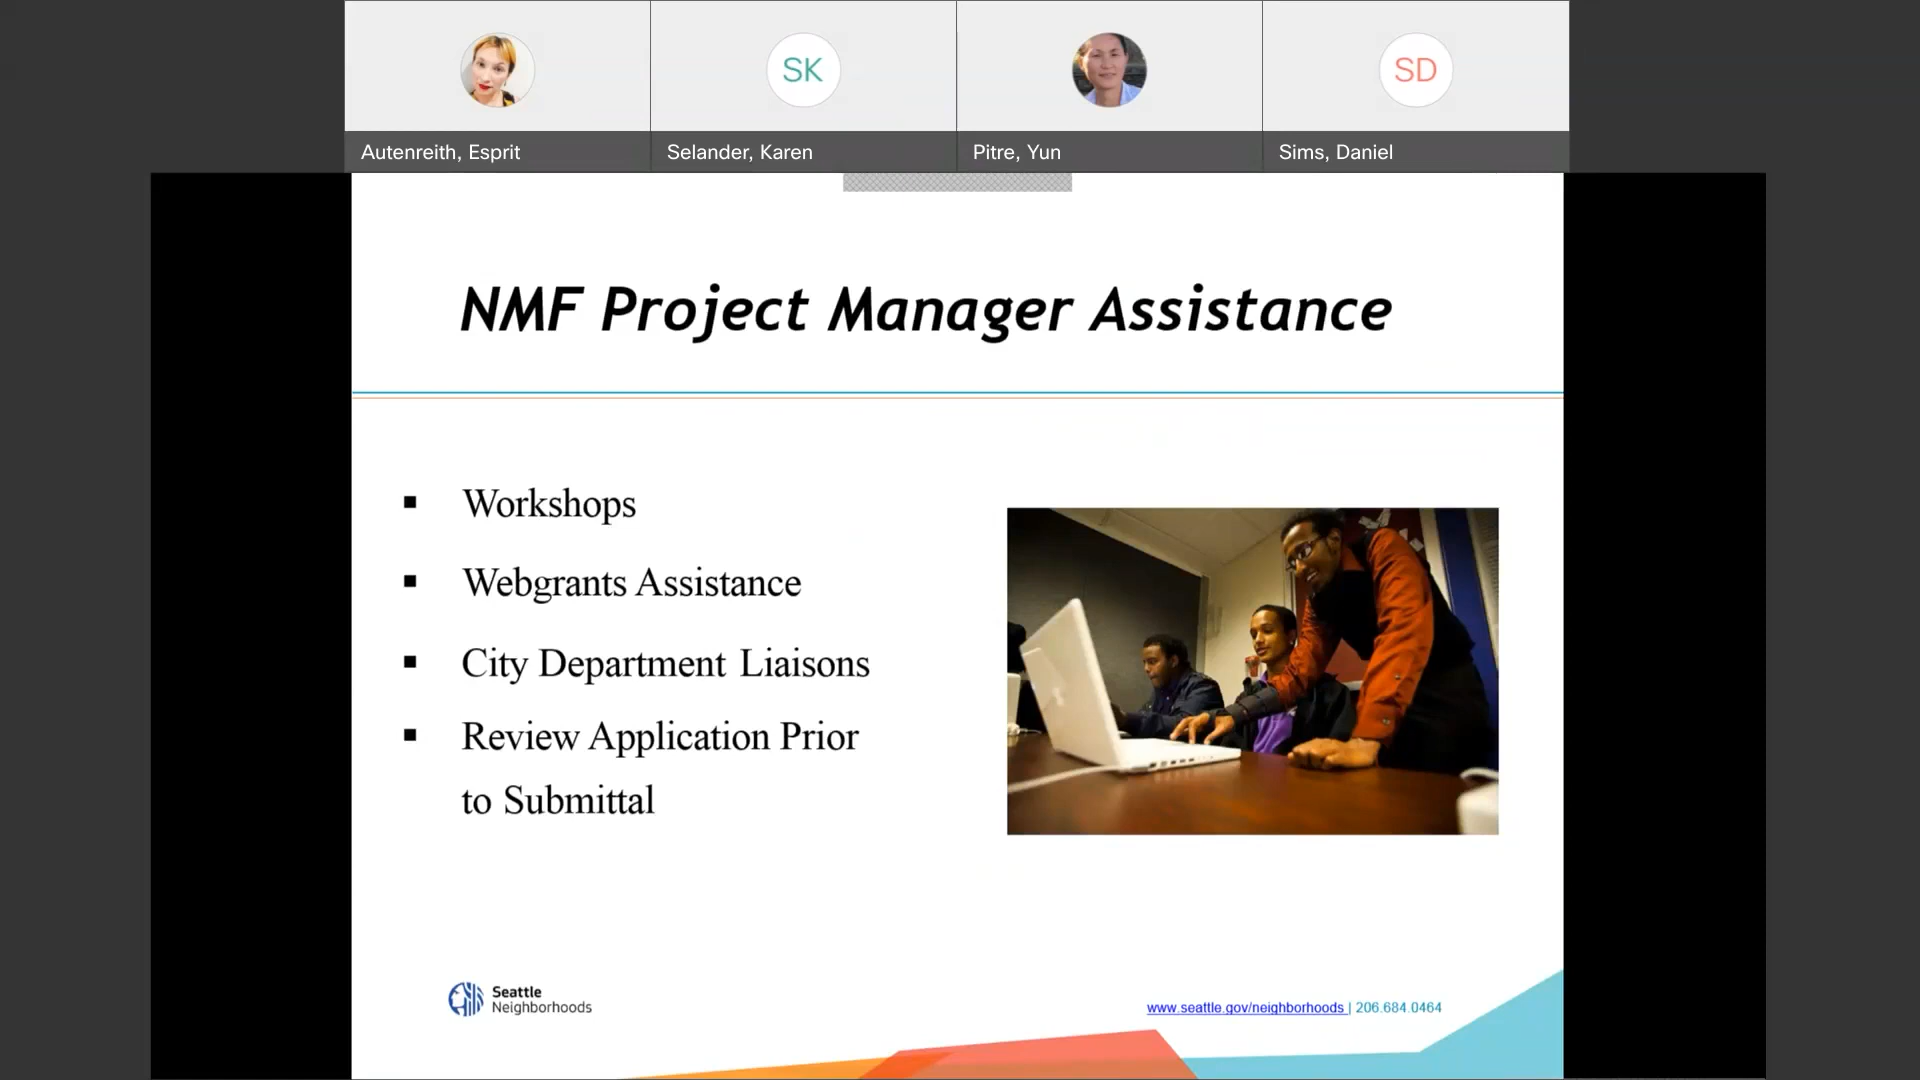 SK
SD
Autenreith, Esprit
Selander, Karen
Pitre, Yun
Sims, Daniel
NMF Project Manager Assistance
▪ Workshops
▪ Webgrants Assistance
▪ City Department Liaisons
▪ Review Application Prior
to Submittal
Seattle
Neighborhoods
www.seattle.gov/neighborhoods | 206.684.0464